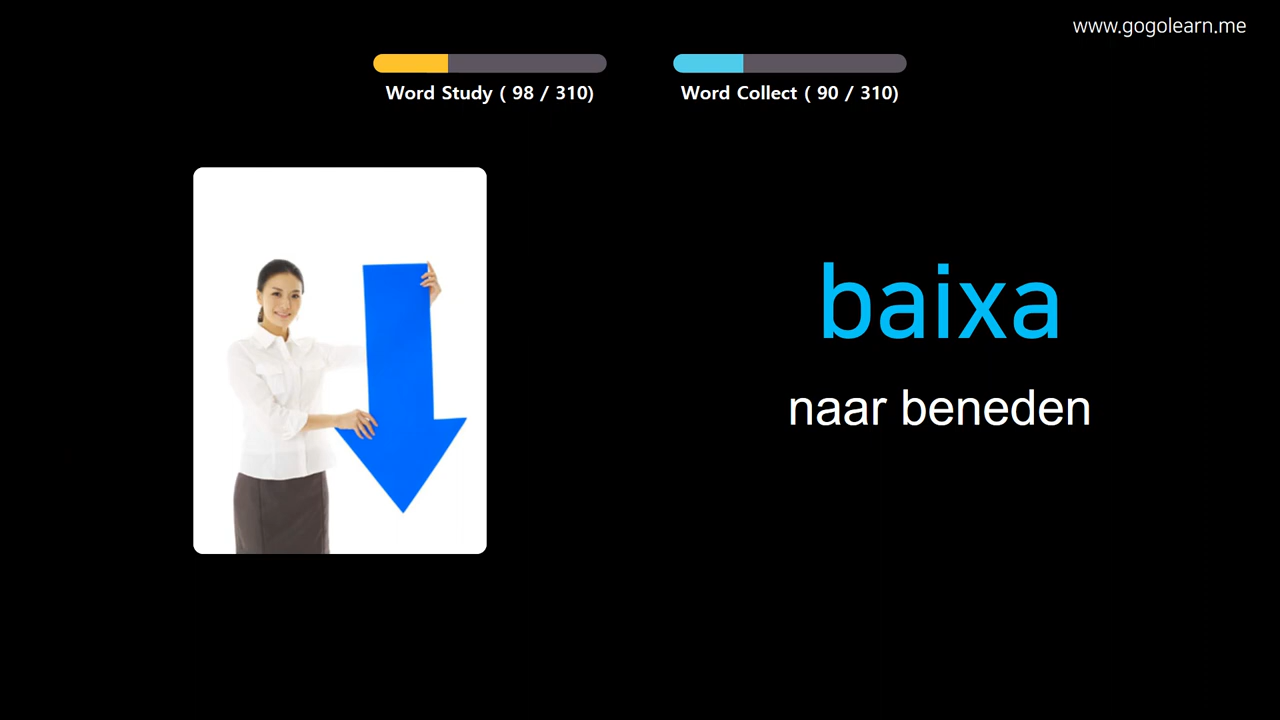 www.gogolearn.me
Word Study ( 98 / 310)
Word Collect ( 90 / 310)
baixa
naar beneden